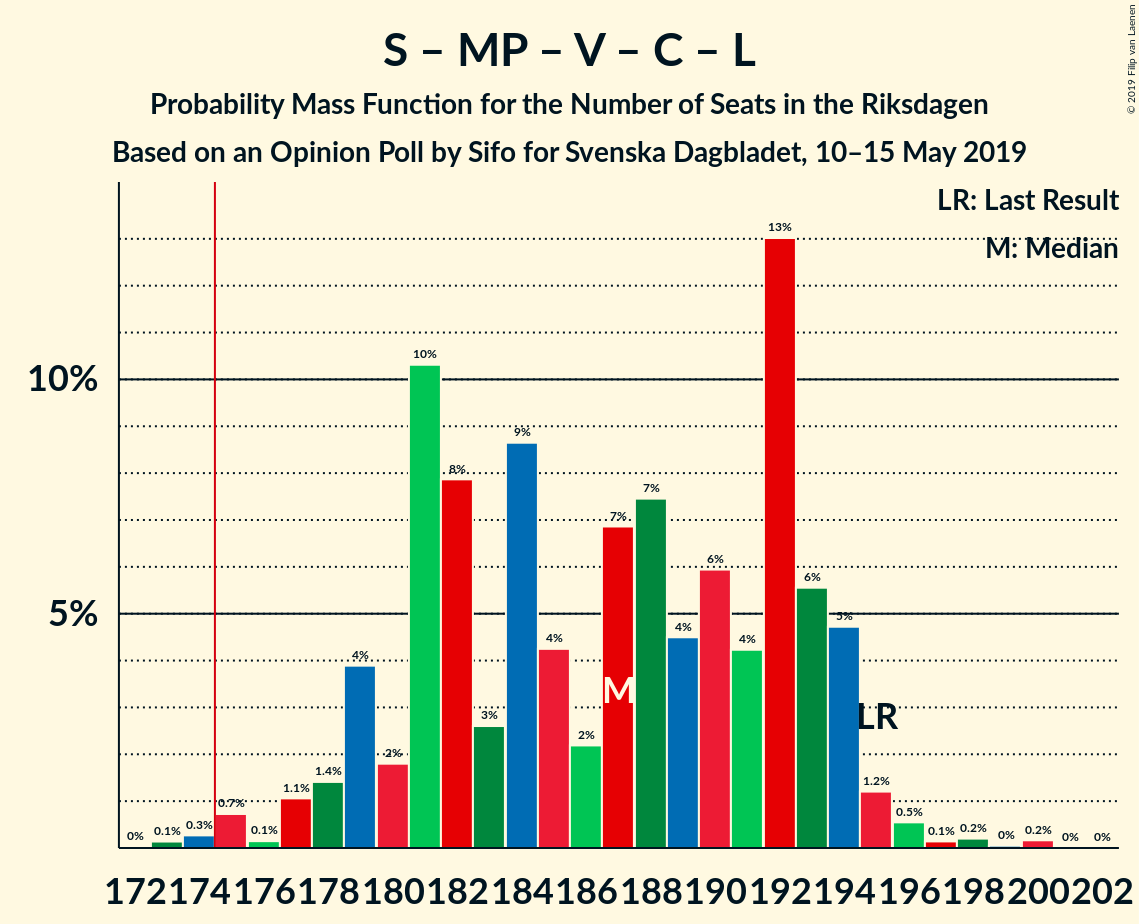 S – MP – V – C – L
Probability Mass Function for the Number of Seats in the Riksdagen
Based on an Opinion Poll by Sifo for Svenska Dagbladet, 10–15 May 2019
© 2019 Filip van Laenen
LR: Last Result
M: Median
10%
5%
0% 0.1% 0.3% 0.7% 0.1% 1.1% 1.4% 4% 2% 10% 8% 3% 9% 4% 2% 7% 7% 4% 6% 4% 13% 6% 5% 1.2% 0.5% 0.1% 0.2% 0% 0.2% 0% 0%
M
LR
172 174 176 178 180 182 184 186 188 190 192 194 196 198 200 202